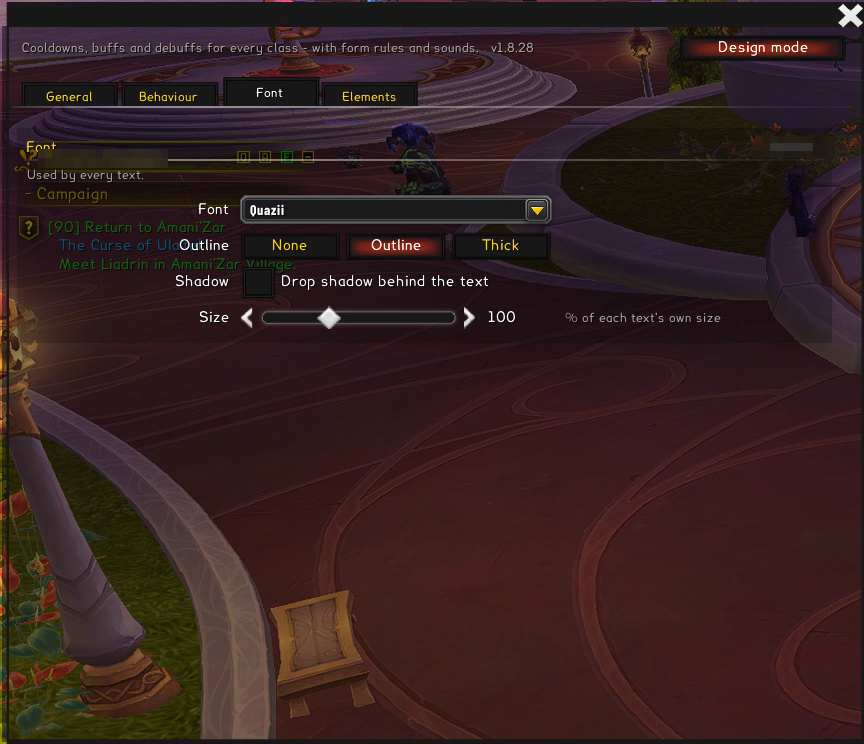 Cooldowns, buffs and debuffs for every class - with form rules and sounds. v1.8.28
Design mode
General
Behaviour
Font
Elements
Font
Used by every text.
- Campaign
Font
Quazii
[90] Return to Amani'Zar
The Curse of Ula
Outline
None
Outline
Thick
Meet Liadrin in Amani'Zar Village.
Shadow
Drop shadow behind the text
Size
100
% of each text's own size